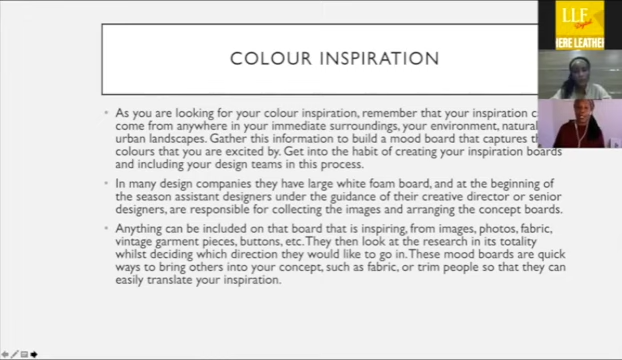 COLOUR INSPIRATION
LLF
ERE LEATHER
As you are looking for your colour inspiration, remember that your inspiration c
come from anywhere in your immediate surroundings, your environment, natural
urban landscapes. Gather this information to build a mood board that captures th
colours that you are excited by. Get into the habit of creating your inspiration boards
and including your design teams in this process.
In many design companies they have large white foam board, and at the beginning of
the season assistant designers under the guidance of their creative director or senior
designers, are responsible for collecting the images and arranging the concept boards.
Anything can be included on that board that is inspiring, from images, photos, fabric,
vintage garment pieces, buttons, etc. They then look at the research in its totality
whilst deciding which direction they would like to go in. These mood boards are quick
ways to bring others into your concept, such as fabric, or trim people so that they can
easily translate your inspiration.